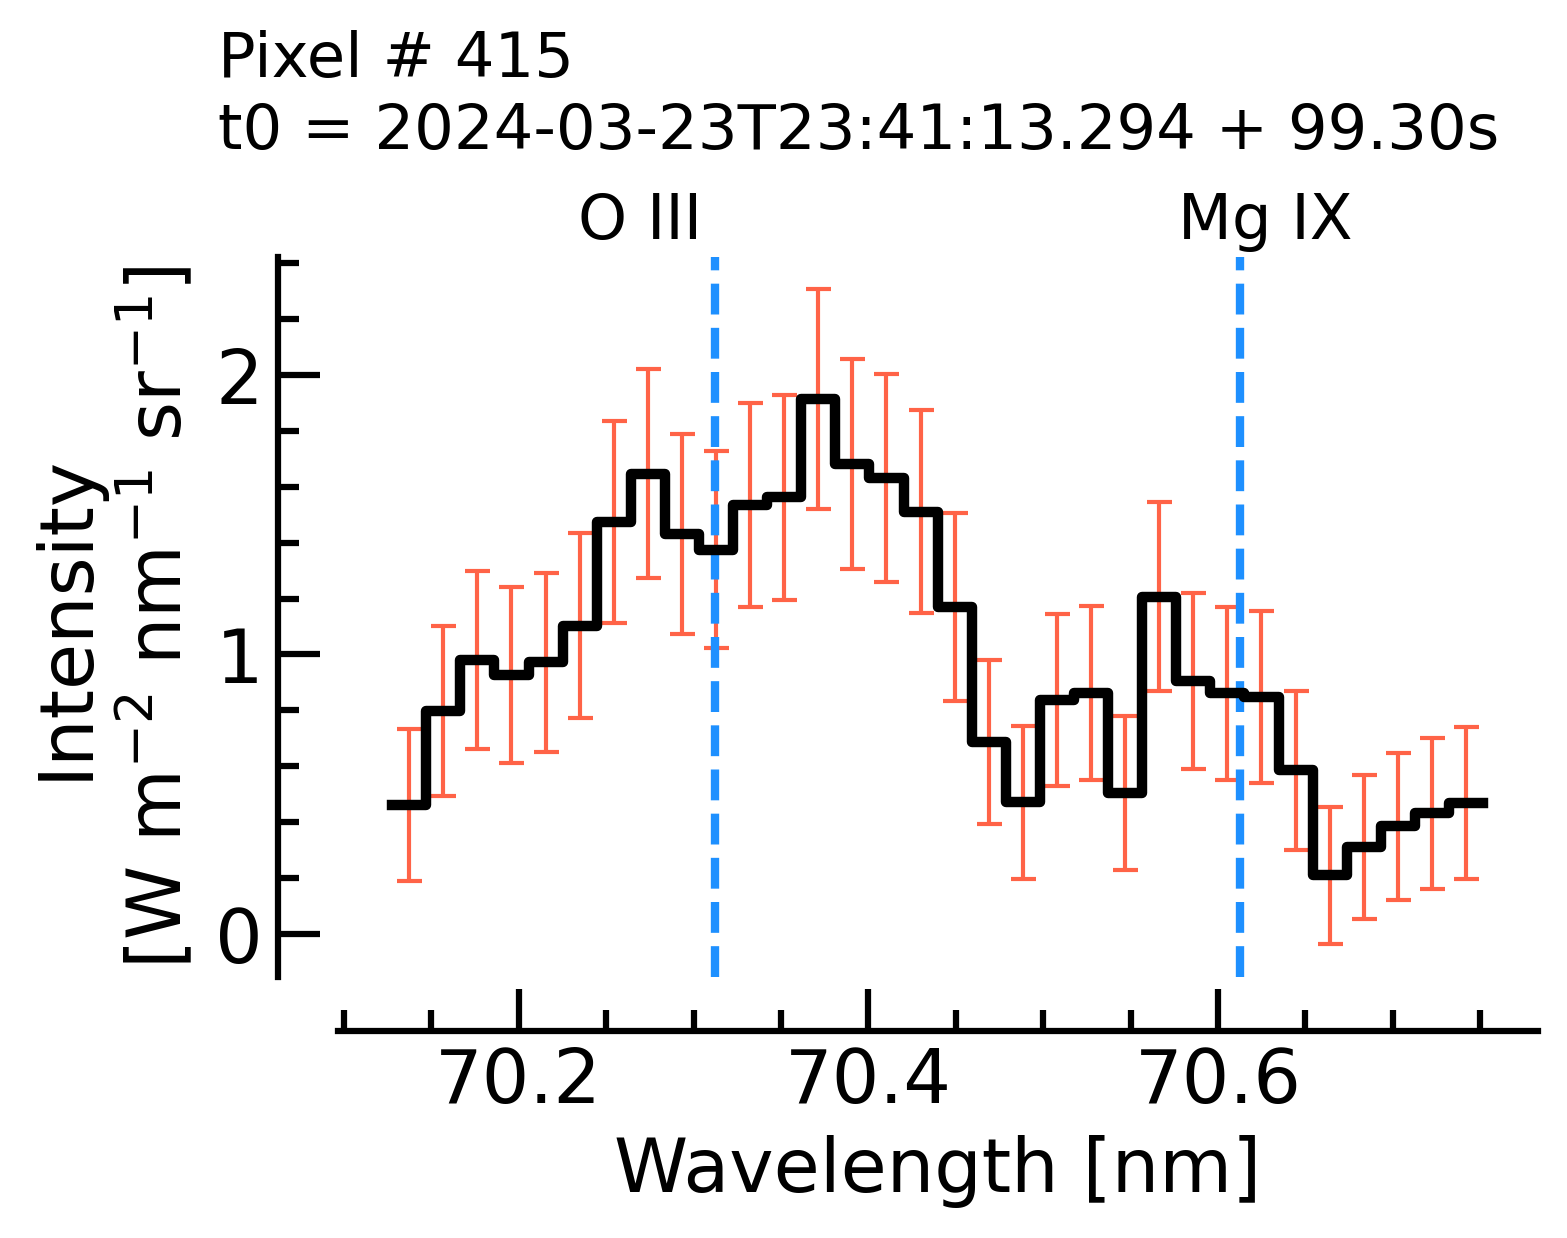 Pixel # 415
t0 = 2024-03-23T23:41:13.294 + 99.30s
O III
Mg IX
Intensity
[W m⁻² nm⁻¹ sr⁻¹]
2
1
0
70.2
70.4
70.6
Wavelength [nm]